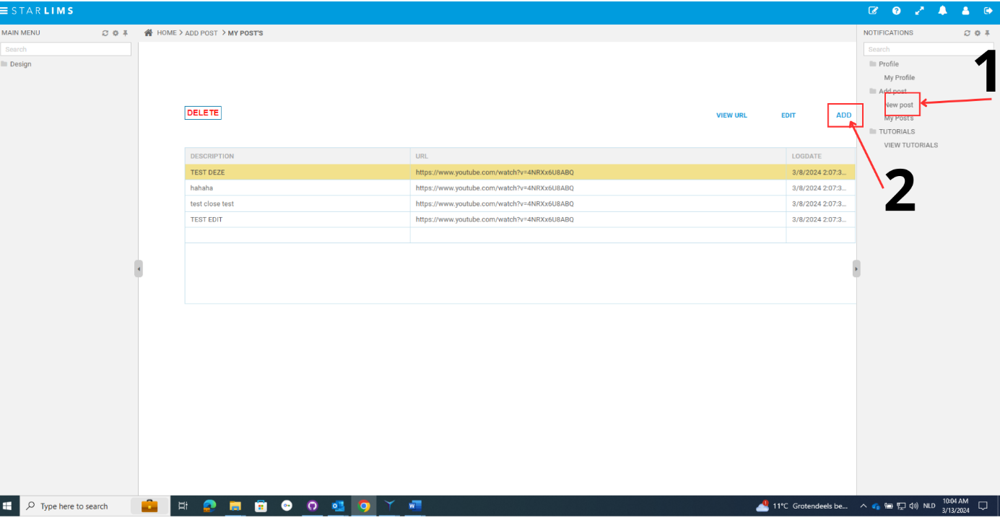 STARLIMS
MAIN MENU
HOME > ADD POST > MY POST'S
NOTIFICATIONS
Search
Search
Design
Profile
My Profile
Add post
New post
My Post's
TUTORIALS
VIEW TUTORIALS
1
2
DELETE
VIEW URL
EDIT
ADD
DESCRIPTION URL LOGDATE
TEST DEZE https://www.youtube.com/watch?v=4NRXx6U8ABQ 3/8/2024 2:07:3...
hahaha https://www.youtube.com/watch?v=4NRXx6U8ABQ 3/8/2024 2:07:3...
test close test https://www.youtube.com/watch?v=4NRXx6U8ABQ 3/8/2024 2:07:3...
TEST EDIT https://www.youtube.com/watch?v=4NRXx6U8ABQ 3/8/2024 2:07:3...
Type here to search
11°C Grotendeels be...
NLD
10:04 AM
3/13/2024